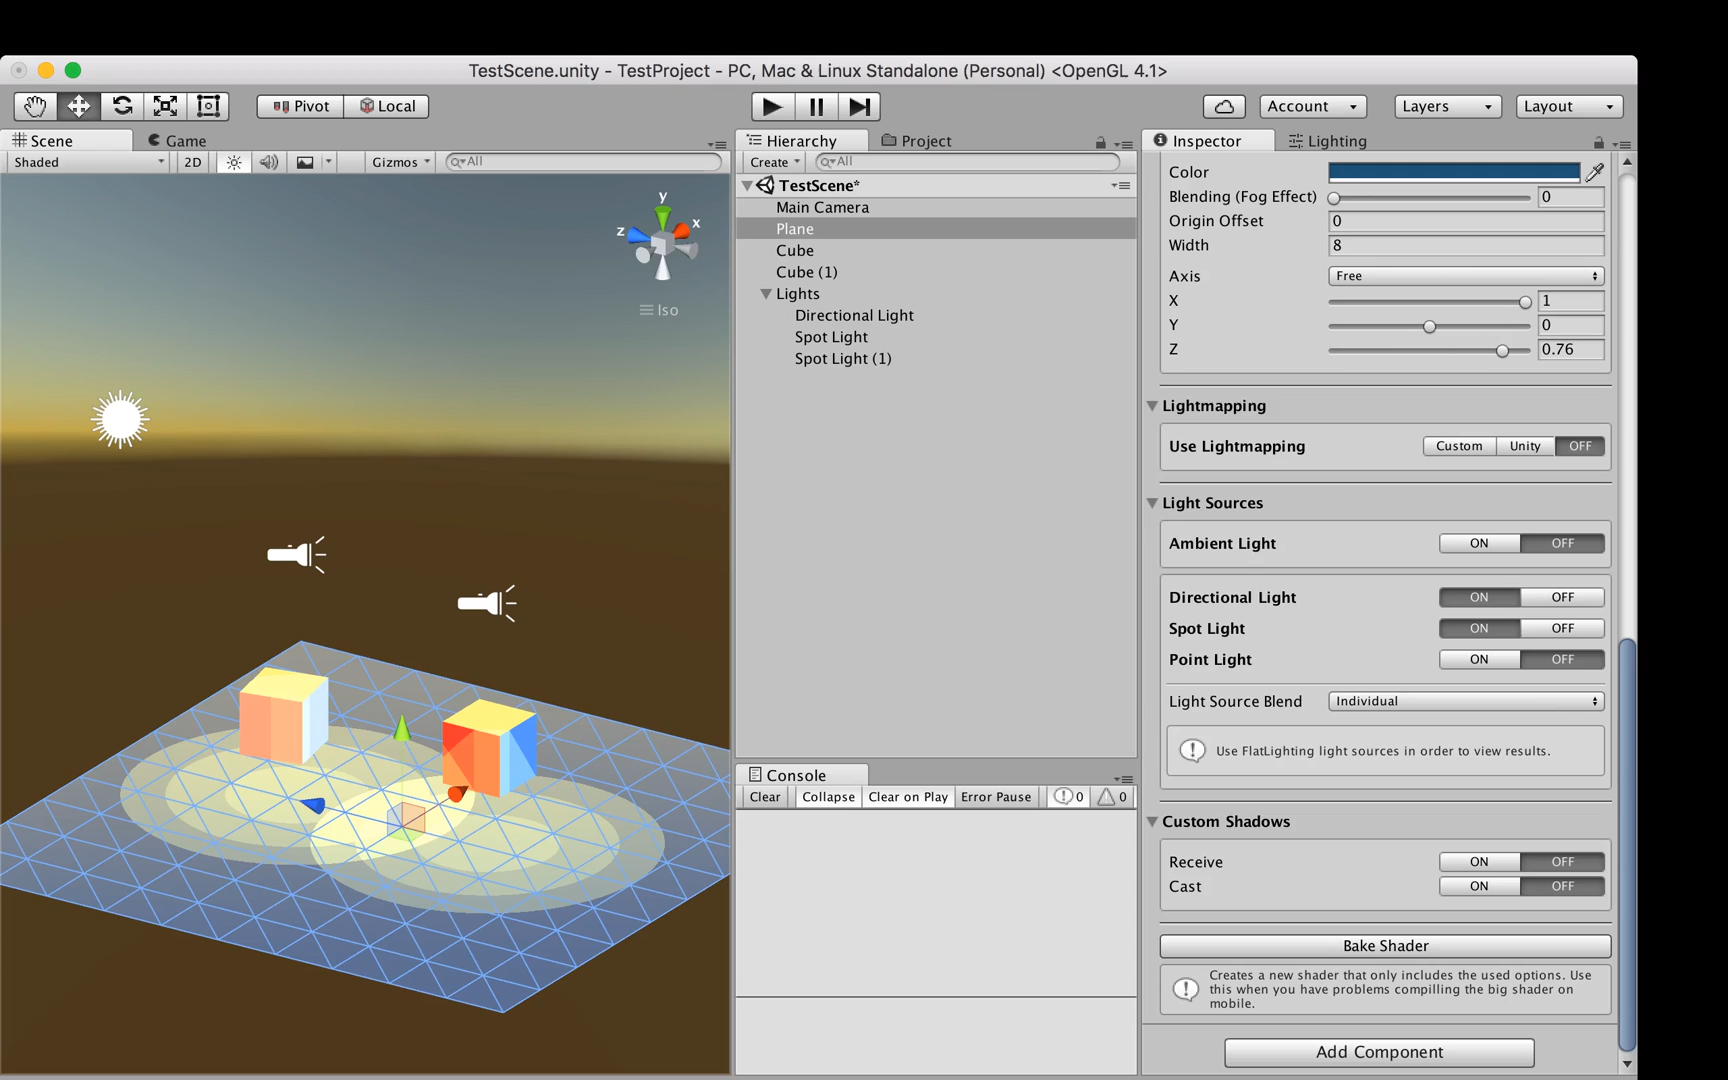 TestScene.unity - TestProject - PC, Mac & Linux Standalone (Personal) <OpenGL 4.1>
Pivot Local Account Layers Layout
Scene Game
Shaded 2D Gizmos All
y
x
z
Iso
Hierarchy Project
Create All
TestScene*
Main Camera
Plane
Cube
Cube (1)
Lights
Directional Light
Spot Light
Spot Light (1)
Console
Clear Collapse Clear on Play Error Pause 0 0
Inspector Lighting
Color
Blending (Fog Effect) 0
Origin Offset 0
Width 8
Axis Free
X 1
Y 0
Z 0.76
Lightmapping
Use Lightmapping Custom Unity OFF
Light Sources
Ambient Light ON OFF
Directional Light ON OFF
Spot Light ON OFF
Point Light ON OFF
Light Source Blend Individual
Use FlatLighting light sources in order to view results.
Custom Shadows
Receive ON OFF
Cast ON OFF
Bake Shader
Creates a new shader that only includes the used options. Use
this when you have problems compilling the big shader on
mobile.
Add Component